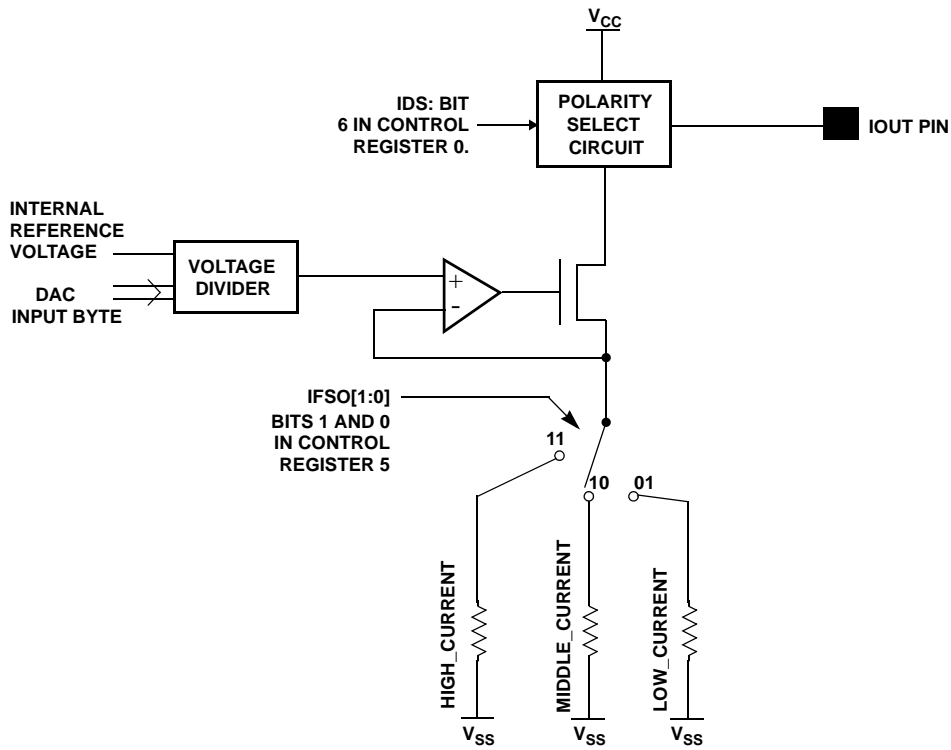 VCC
IDS: BIT
6 IN CONTROL
REGISTER 0.
POLARITY
SELECT
CIRCUIT
IOUT PIN
INTERNAL
REFERENCE
VOLTAGE
DAC
INPUT BYTE
VOLTAGE
DIVIDER
+
-
IFSO[1:0]
BITS 1 AND 0
IN CONTROL
REGISTER 5
11
10
01
HIGH_CURRENT
MIDDLE_CURRENT
LOW_CURRENT
VSS
VSS
VSS